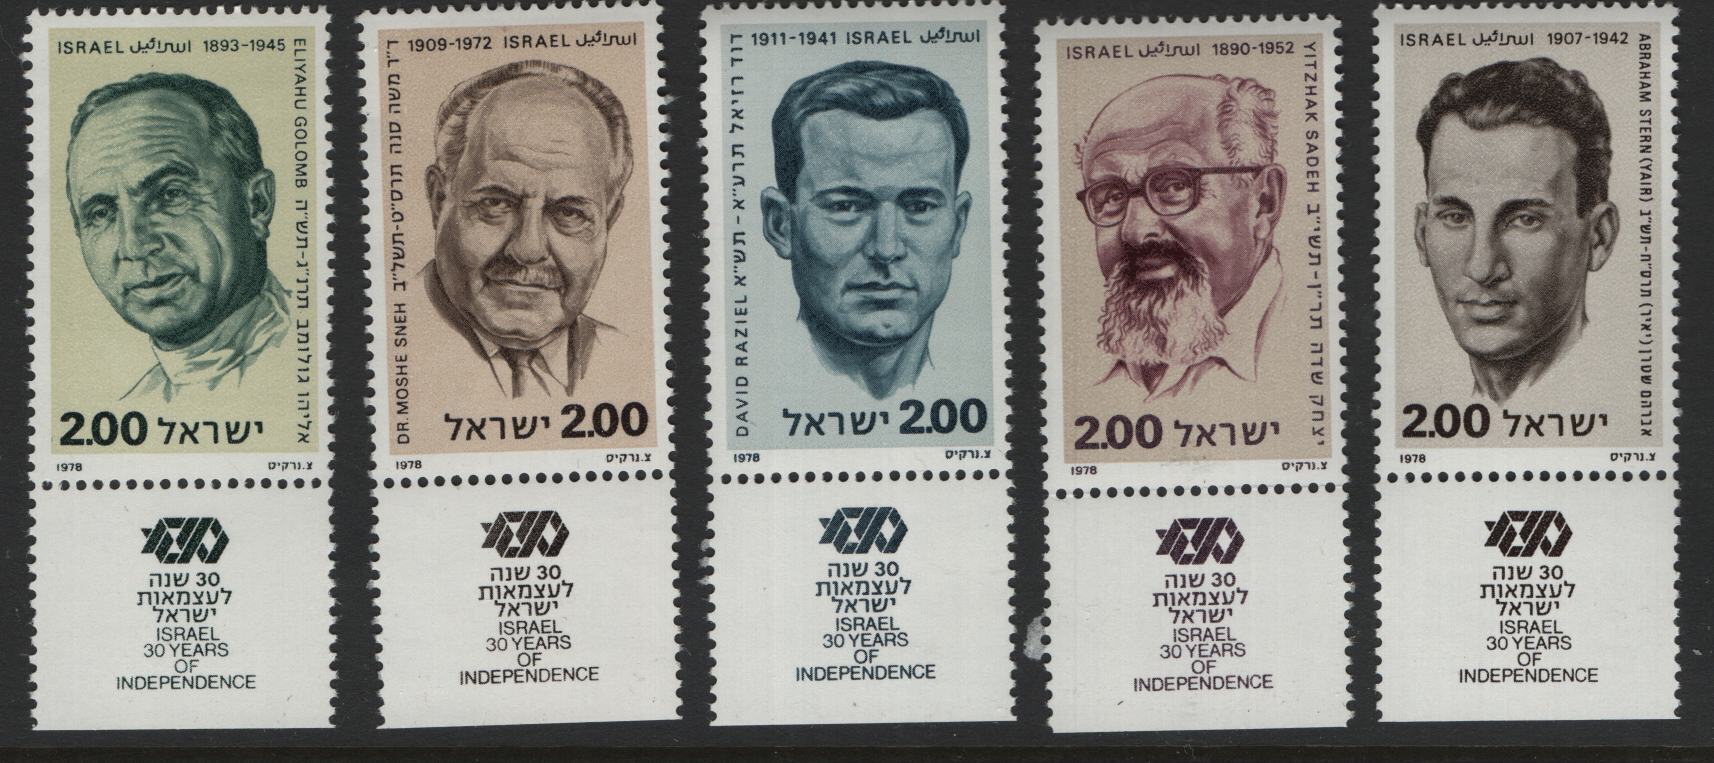 ISRAEL اسرائيل 1893-1945
ELIYAHU GOLOMB אליהו גולומב תרנ"ג-תש"ה
2.00 ישראל
1978 צ.נרקיס
30 שנה
לעצמאות
ישראל
ISRAEL
30 YEARS
OF
INDEPENDENCE
1909-1972 ISRAEL اسرائيل
DR. MOSHE SNEH ד"ר משה סנה תרס"ט-תשל"ב
ישראל 2.00
1978 צ.נרקיס
30 שנה
לעצמאות
ישראל
ISRAEL
30 YEARS
OF
INDEPENDENCE
1911-1941 ISRAEL اسرائيل
DAVID RAZIEL דוד רזיאל תרע"א-תש"א
ישראל 2.00
1978 צ.נרקיס
30 שנה
לעצמאות
ישראל
ISRAEL
30 YEARS
OF
INDEPENDENCE
ISRAEL اسرائيل 1890-1952
YITZHAK SADEH יצחק שדה תר"ן-תשי"ב
2.00 ישראל
1978 צ.נרקיס
30 שנה
לעצמאות
ישראל
ISRAEL
30 YEARS
OF
INDEPENDENCE
ISRAEL اسرائيل 1907-1942
ABRAHAM STERN (YAIR) אברהם שטרן (יאיר) תרס"ח-תש"ב
2.00 ישראל
1978 צ.נרקיס
30 שנה
לעצמאות
ישראל
ISRAEL
30 YEARS
OF
INDEPENDENCE